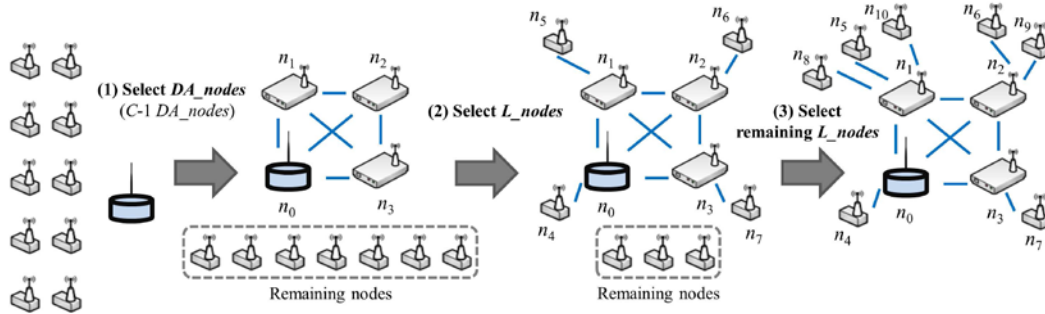 (1) Select DA_nodes
(C-1 DA_nodes)
n1
n2
n0
n3
Remaining nodes
(2) Select L_nodes
n5
n6
n1
n2
n0
n3
n4
n7
Remaining nodes
(3) Select
remaining L_nodes
n5
n10
n6
n9
n8
n1
n2
n0
n3
n4
n7